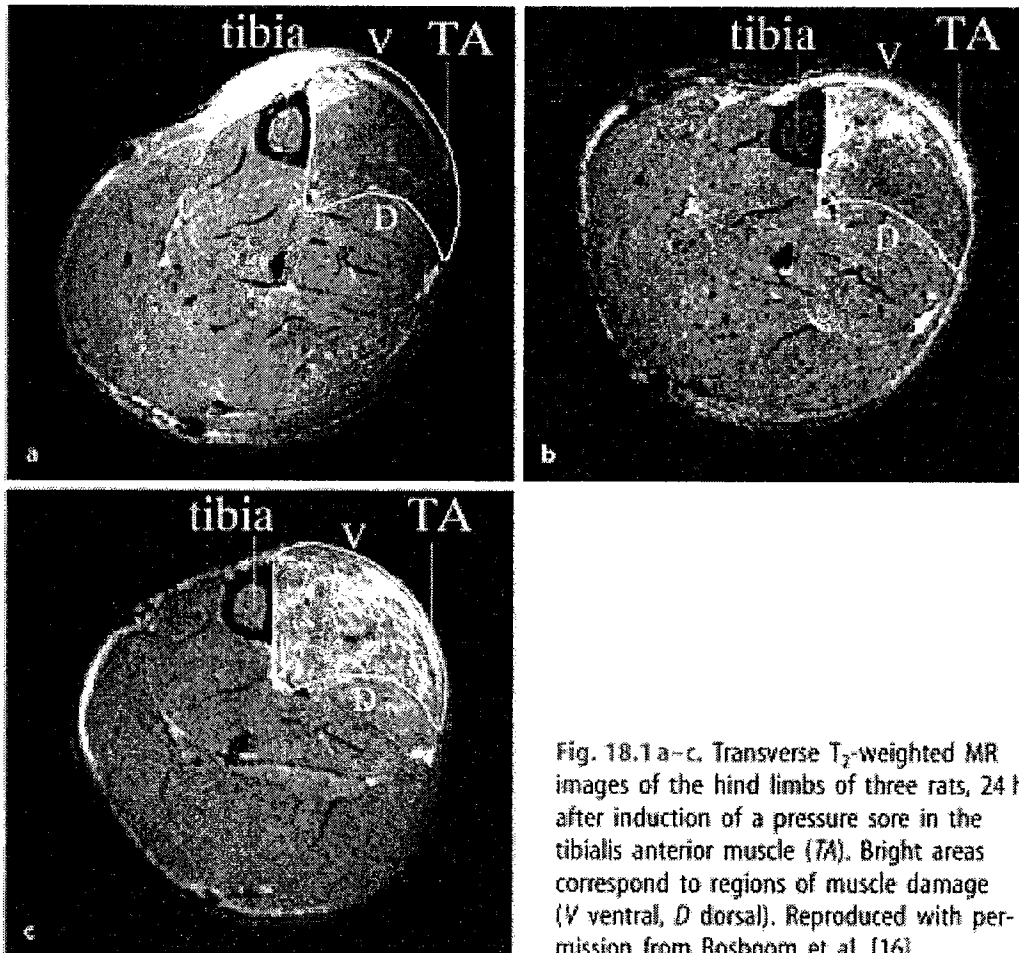 tibia V TA
D
a
tibia V TA
D
b
tibia V TA
D
c
Fig. 18.1 a–c. Transverse T₂-weighted MR
images of the hind limbs of three rats, 24 h
after induction of a pressure sore in the
tibialis anterior muscle (TA). Bright areas
correspond to regions of muscle damage
(V ventral, D dorsal). Reproduced with per-
mission from Bosboom et al. [16]